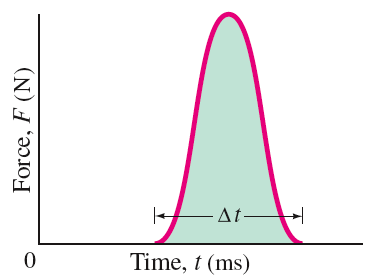 Force, F (N)
Δt
0
Time, t (ms)